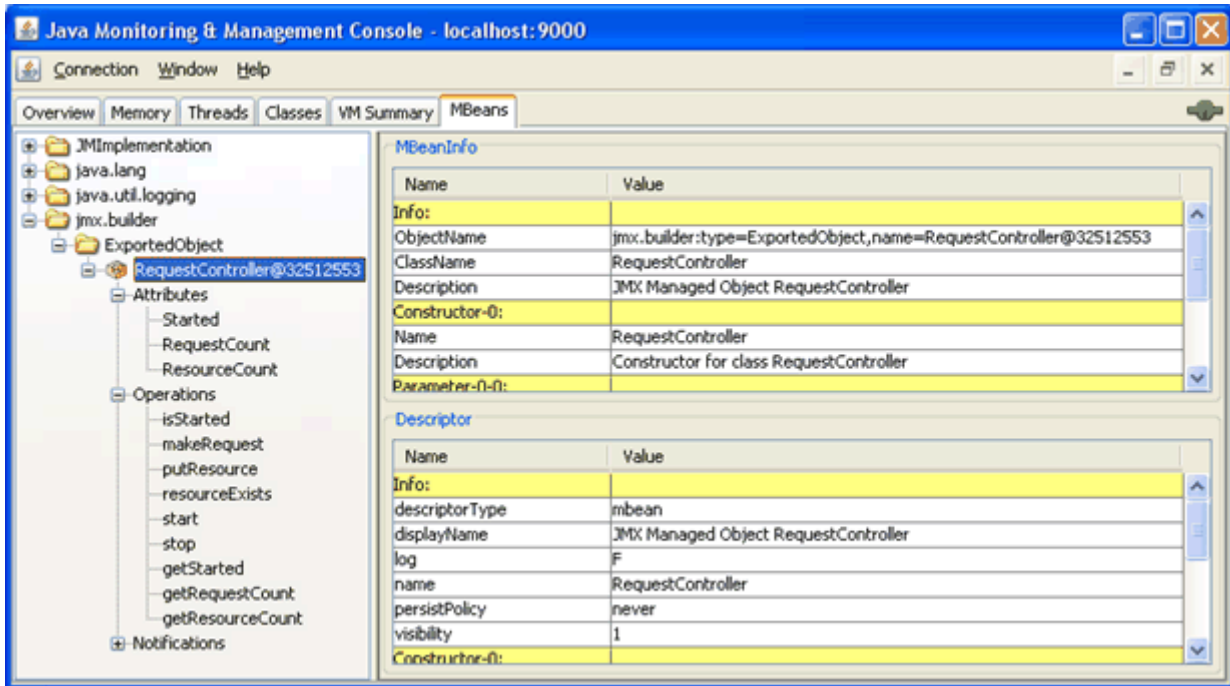 Java Monitoring & Management Console - localhost:9000
Connection Window Help
Overview Memory Threads Classes VM Summary MBeans
JMImplementation
java.lang
java.util.logging
jmx.builder
ExportedObject
RequestController@32512553
Attributes
Started
RequestCount
ResourceCount
Operations
isStarted
makeRequest
putResource
resourceExists
start
stop
getStarted
getRequestCount
getResourceCount
Notifications
MBeanInfo
Name Value
Info:
ObjectName jmx.builder:type=ExportedObject,name=RequestController@32512553
ClassName RequestController
Description JMX Managed Object RequestController
Constructor-0:
Name RequestController
Description Constructor for class RequestController
Parameter-0-0:
Descriptor
Name Value
Info:
descriptorType mbean
displayName JMX Managed Object RequestController
log F
name RequestController
persistPolicy never
visibility 1
Constructor-0: